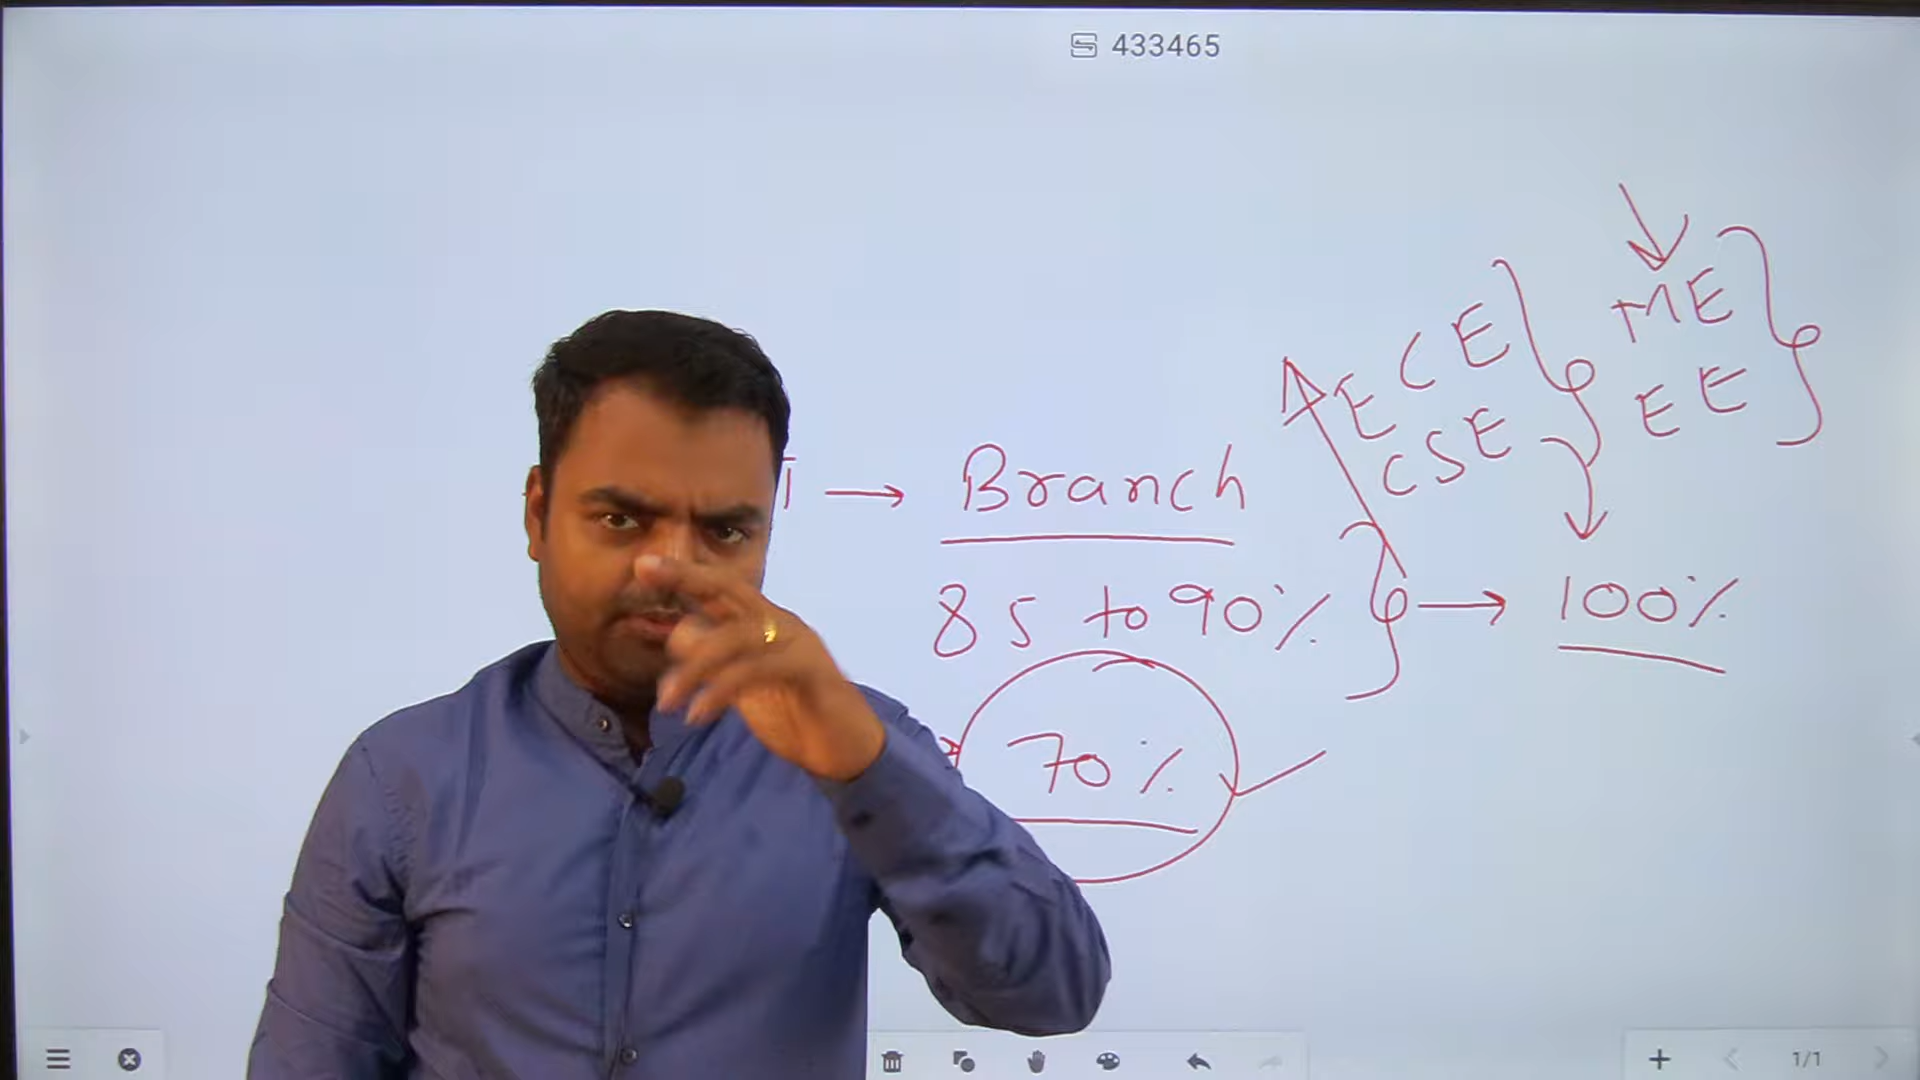 433465
ME
ECE
EE
CSE
→ Branch
85 to 90% → 100%
70%
1/1